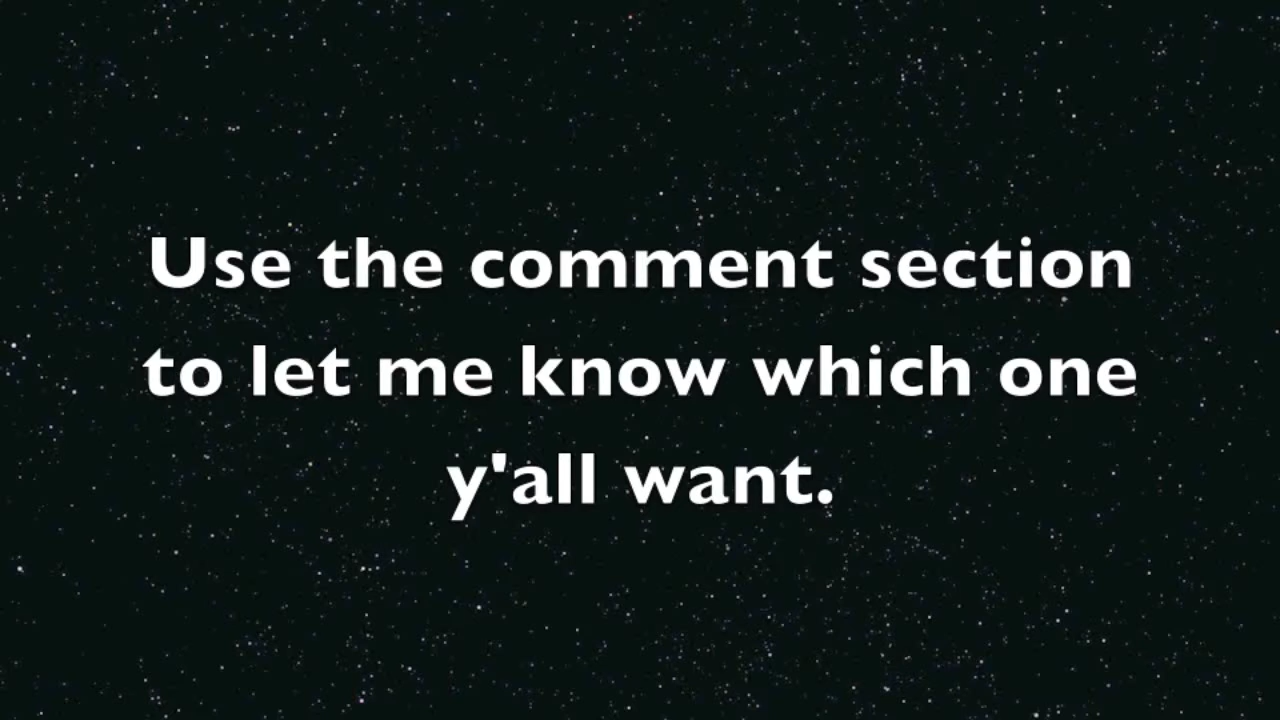 Use the comment section
to let me know which one
y'all want.